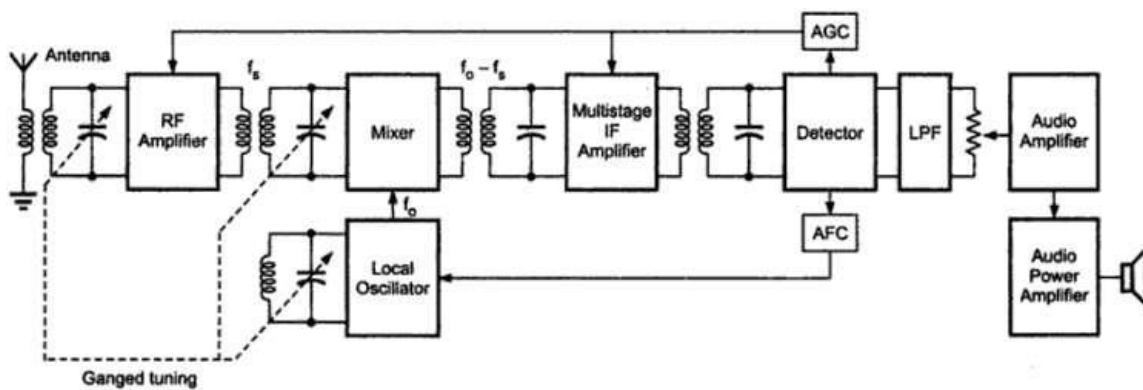 AGC
Antenna
fs
fo – fs
RF
Amplifier
Mixer
Multistage
IF
Amplifier
Detector
LPF
Audio
Amplifier
fo
AFC
Local
Oscillator
Audio
Power
Amplifier
Ganged tuning